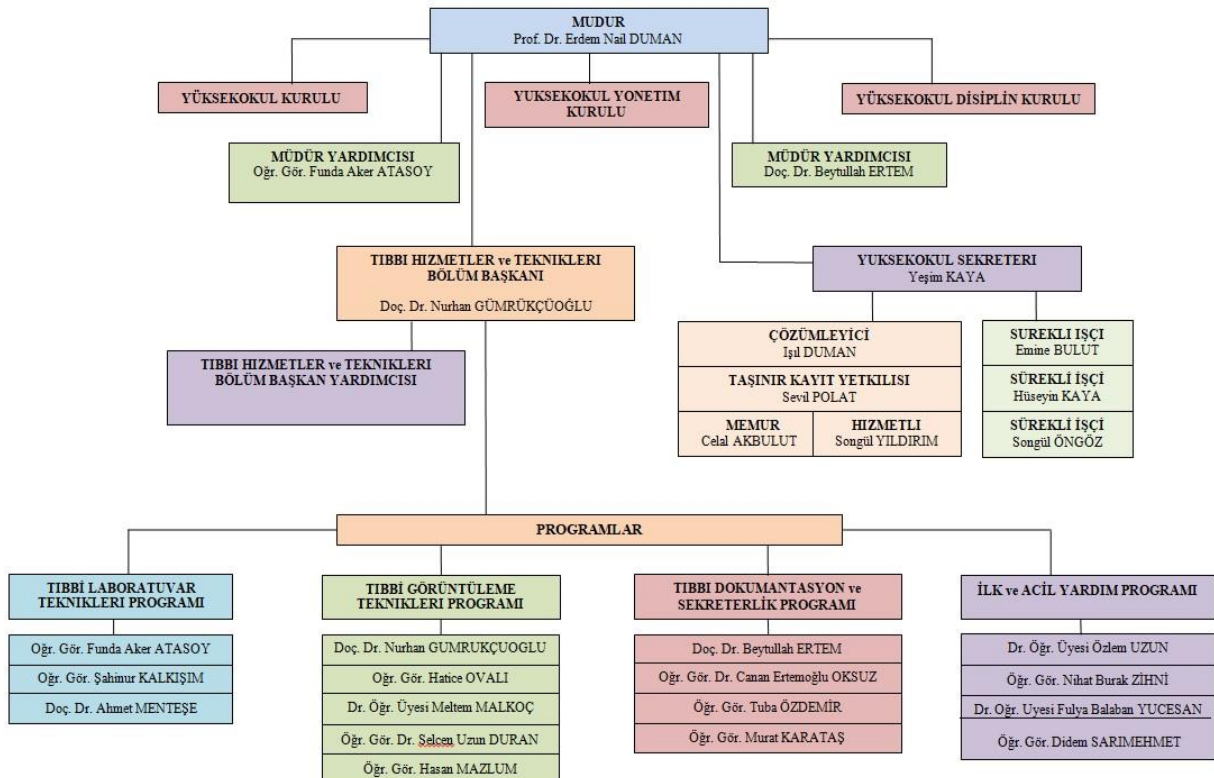 MUDUR
Prof. Dr. Erdem Nail DUMAN
YÜKSEKOKUL KURULU
YUKSEKOKUL YONETIM
KURULU
YÜKSEKOKUL DİSİPLİN KURULU
MÜDÜR YARDIMCISI
Oğr. Gör. Funda Aker ATASOY
MÜDÜR YARDIMCISI
Doç. Dr. Beytullah ERTEM
TIBBI HIZMETLER ve TEKNIKLERI
BÖLÜM BAŞKANI
Doç. Dr. Nurhan GÜMRÜKÇÜOĞLU
YUKSEKOKUL SEKRETERI
Yeşim KAYA
TIBBI HIZMETLER ve TEKNIKLERI
BÖLÜM BAŞKAN YARDIMCISI
ÇÖZÜMLEYİCİ
Işıl DUMAN
TAŞINIR KAYIT YETKILISI
Sevil POLAT
MEMUR
Celal AKBULUT
HIZMETLI
Songül YILDIRIM
SUREKLI IŞÇI
Emine BULUT
SÜREKLİ İŞÇİ
Hüseyin KAYA
SÜREKLİ İŞÇİ
Songül ÖNGÖZ
PROGRAMLAR
TIBBİ LABORATUVAR
TEKNIKLERI PROGRAMI
Oğr. Gör. Funda Aker ATASOY
Oğr. Gör. Şahinur KALKIŞIM
Doç. Dr. Ahmet MENTEŞE
TIBBİ GÖRÜNTÜLEME
TEKNIKLERI PROGRAMI
Doç. Dr. Nurhan GUMRUKÇUOGLU
Oğr. Gör. Hatice OVALI
Dr. Öğr. Üyesi Meltem MALKOÇ
Öğr. Gör. Dr. Selcen Uzun DURAN
Öğr. Gör. Hasan MAZLUM
TIBBI DOKUMANTASYON ve
SEKRETERLİK PROGRAMI
Doç. Dr. Beytullah ERTEM
Oğr. Gör. Dr. Canan Ertemoğlu OKSUZ
Öğr. Gör. Tuba ÖZDEMİR
Öğr. Gör. Murat KARATAŞ
İLK ve ACİL YARDIM PROGRAMI
Dr. Öğr. Üyesi Özlem UZUN
Öğr. Gör. Nihat Burak ZİHNİ
Dr. Oğr. Uyesi Fulya Balaban YUCESAN
Öğr. Gör. Didem SARIMEHMET